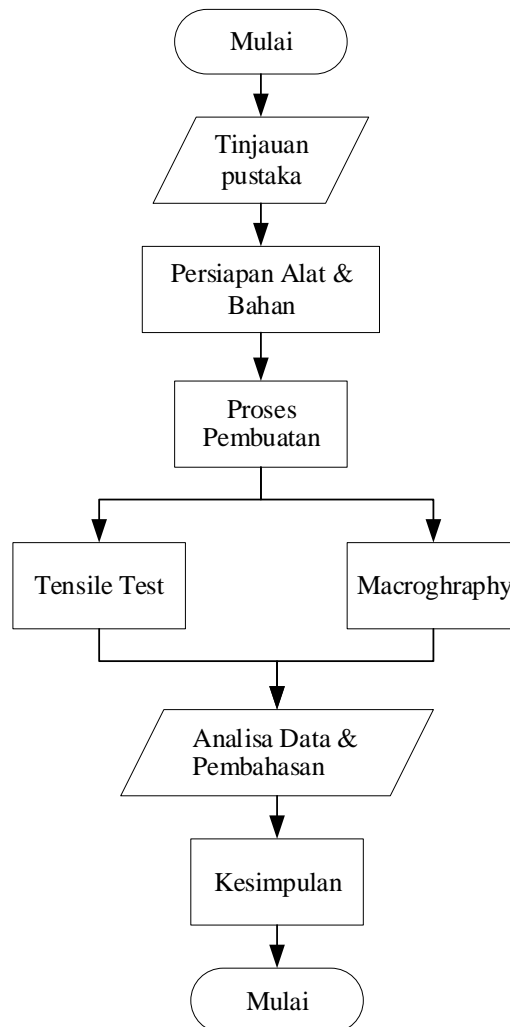 Mulai
Tinjauan
pustaka
Persiapan Alat &
Bahan
Proses
Pembuatan
Tensile Test
Macroghraphy
Analisa Data &
Pembahasan
Kesimpulan
Mulai